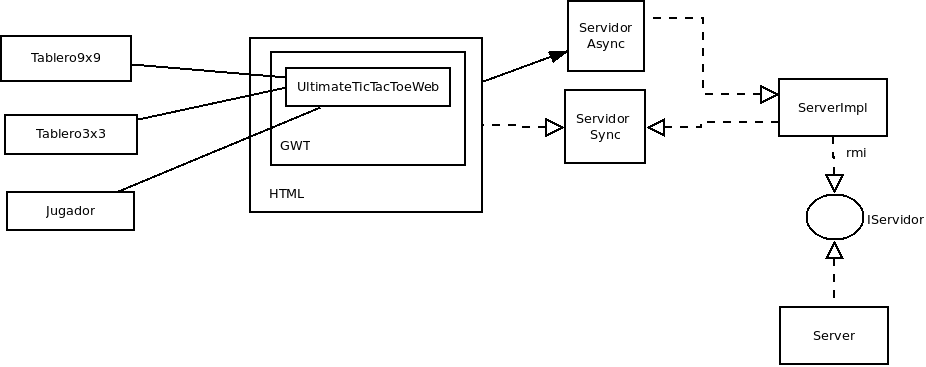 Tablero9x9
Tablero3x3
Jugador
UltimateTicTacToeWeb
GWT
HTML
Servidor
Async
Servidor
Sync
ServerImpl
rmi
IServidor
Server